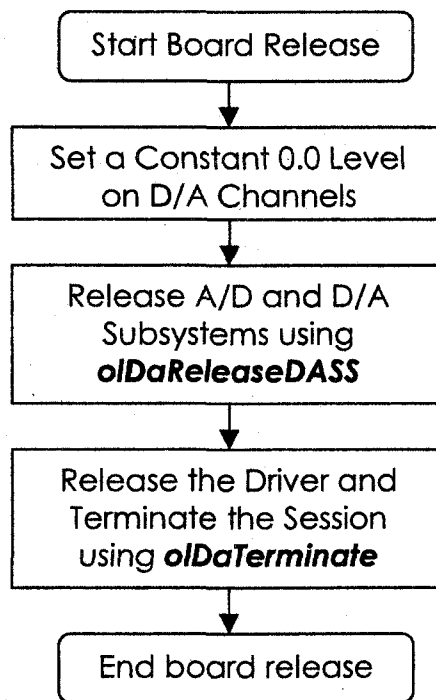 Start Board Release
Set a Constant 0.0 Level
on D/A Channels
Release A/D and D/A
Subsystems using
olDaReleaseDASS
Release the Driver and
Terminate the Session
using olDaTerminate
End board release